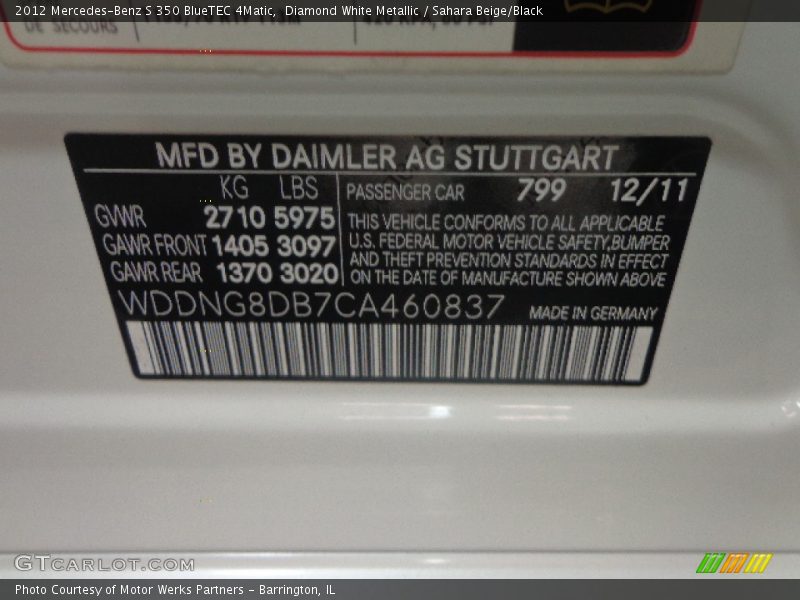 2012 Mercedes-Benz S 350 BlueTEC 4Matic,  Diamond White Metallic / Sahara Beige/Black
DE SECOURS
MFD BY DAIMLER AG STUTTGART
KG LBS
GVWR 2710 5975
GAWR FRONT 1405 3097
GAWR REAR 1370 3020
PASSENGER CAR 799 12/11
THIS VEHICLE CONFORMS TO ALL APPLICABLE
U.S. FEDERAL MOTOR VEHICLE SAFETY,BUMPER
AND THEFT PREVENTION STANDARDS IN EFFECT
ON THE DATE OF MANUFACTURE SHOWN ABOVE
WDDNG8DB7CA460837
MADE IN GERMANY
GTCARLOT.COM
Photo Courtesy of Motor Werks Partners - Barrington, IL